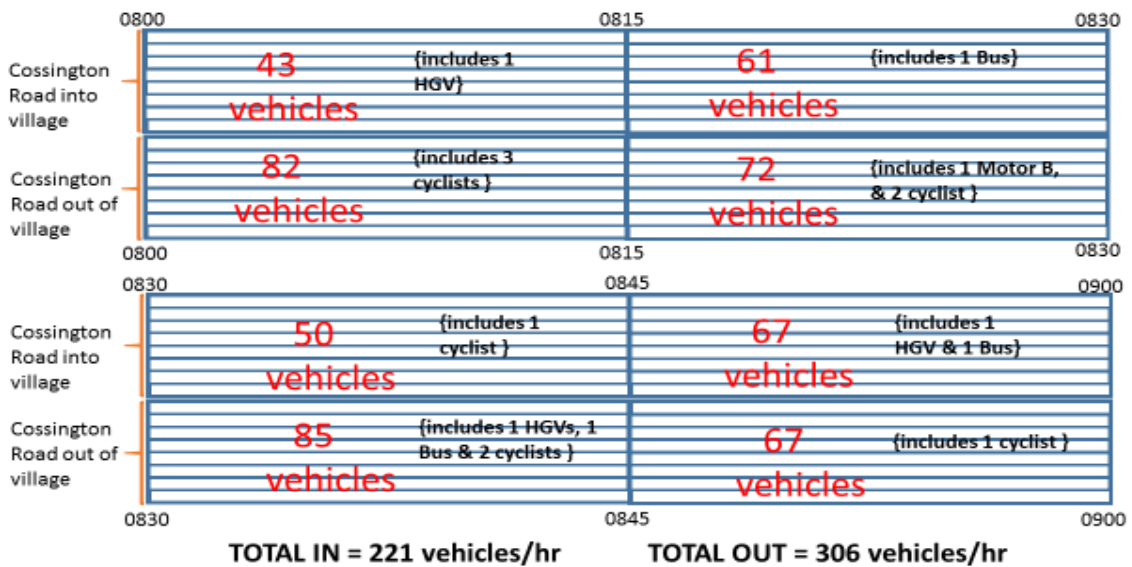 0800 0815 0830
Cossington
Road into
village
43
vehicles
{includes 1
HGV}
61
vehicles
{includes 1 Bus}
Cossington
Road out of
village
82
vehicles
{includes 3
cyclists }
72
vehicles
{includes 1 Motor B,
& 2 cyclist }
0800 0815 0830
0830 0845 0900
Cossington
Road into
village
50
vehicles
{includes 1
cyclist }
67
vehicles
{includes 1
HGV & 1 Bus}
Cossington
Road out of
village
85
vehicles
{includes 1 HGVs, 1
Bus & 2 cyclists }
67
vehicles
{includes 1 cyclist }
0830 0845 0900
TOTAL IN = 221 vehicles/hr TOTAL OUT = 306 vehicles/hr